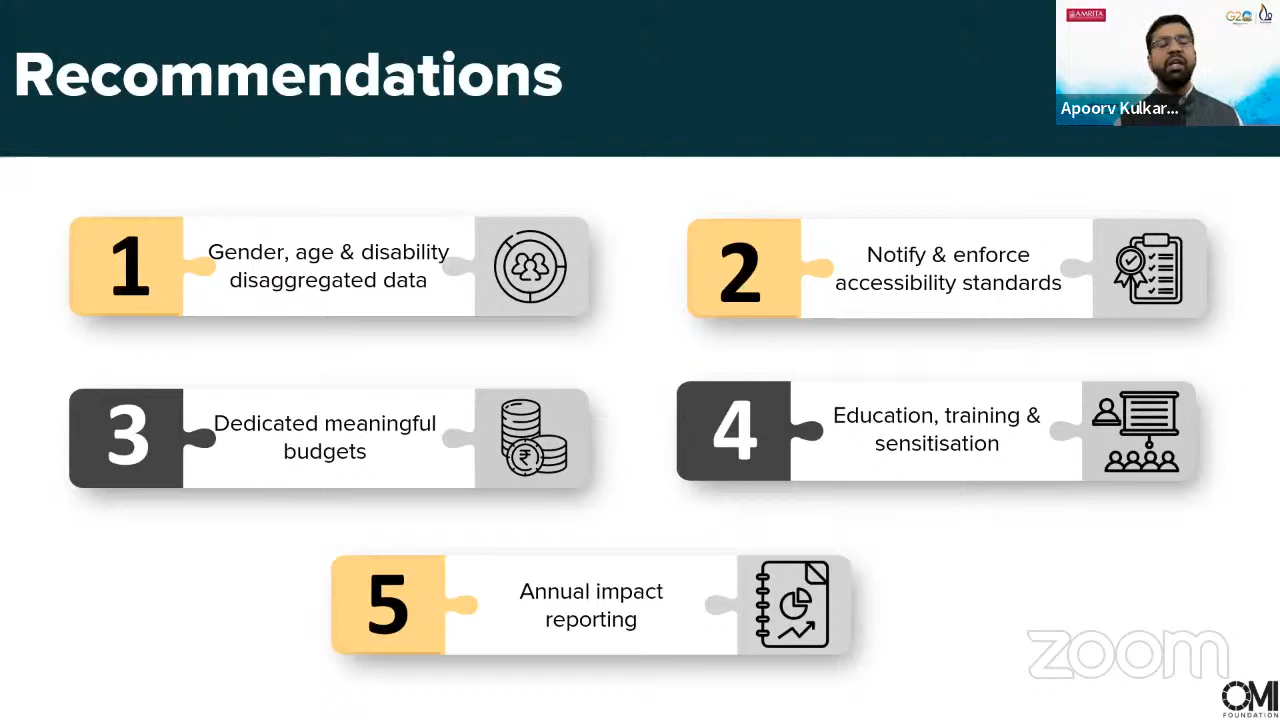 Recommendations
AMRITA
G20
Apoorv Kulkar...
1
Gender, age & disability
disaggregated data
2
Notify & enforce
accessibility standards
3
Dedicated meaningful
budgets
₹
4
Education, training &
sensitisation
5
Annual impact
reporting
zoom
OMI
FOUNDATION